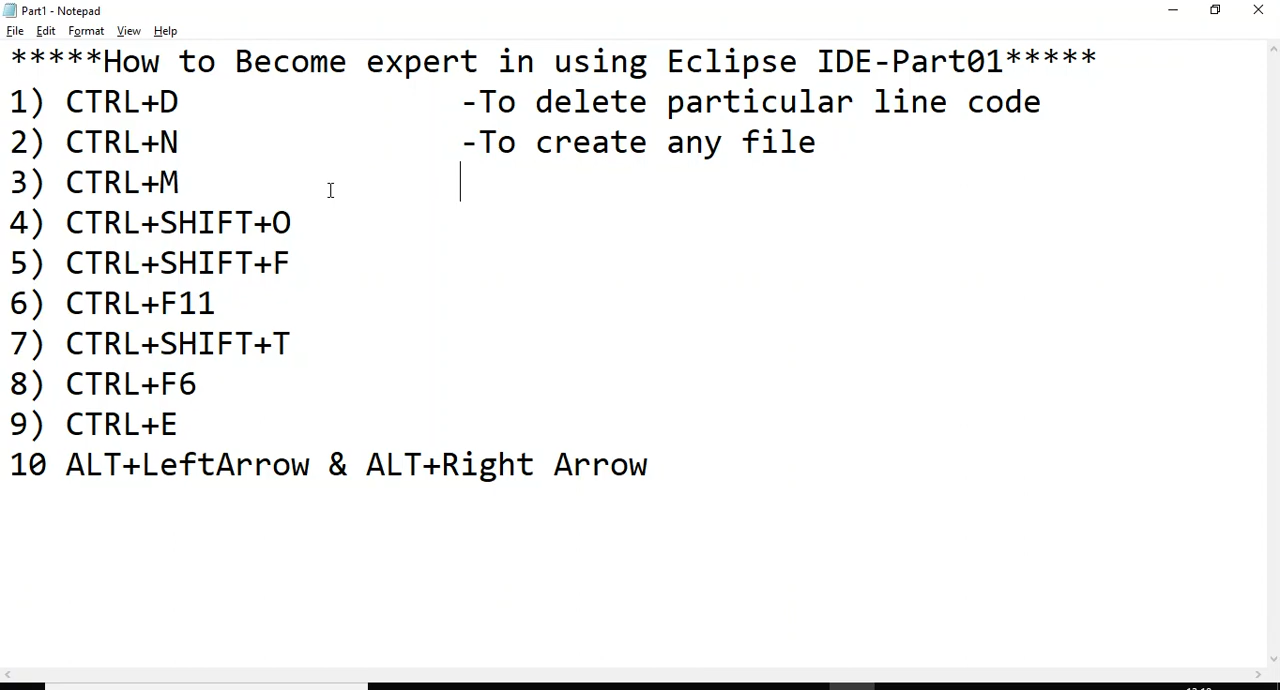 Part1 - Notepad
File Edit Format View Help
*****How to Become expert in using Eclipse IDE-Part01*****
1) CTRL+D -To delete particular line code
2) CTRL+N -To create any file
3) CTRL+M
4) CTRL+SHIFT+O
5) CTRL+SHIFT+F
6) CTRL+F11
7) CTRL+SHIFT+T
8) CTRL+F6
9) CTRL+E
10 ALT+LeftArrow & ALT+Right Arrow